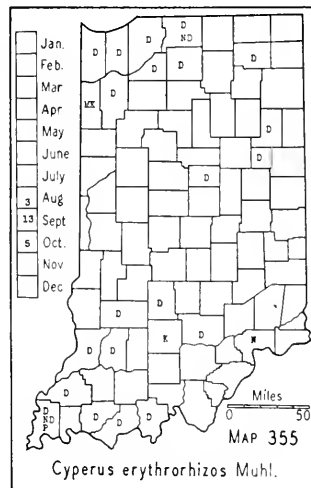 Jan.
Feb.
Mar
Apr
May
June
July
3 Aug
13 Sept
5 Oct.
Nov
Dec
D
ND
D D D D
D D
WK D
D
D
D
D
D
K D N
D D
D
D
ND
P
D D D
Miles
0 50
MAP 355
Cyperus erythrorhizos Muhl.